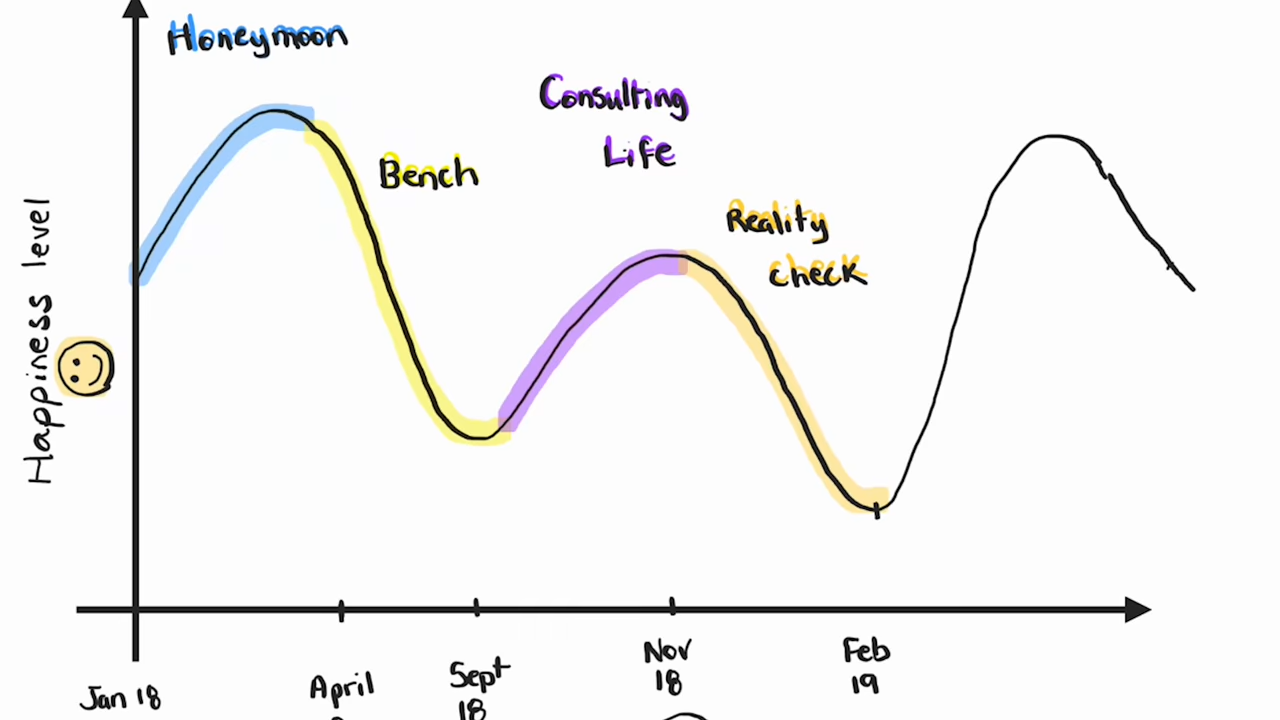 Honeymoon
Consulting
Life
Bench
Reality
check
Happiness level
Jan 18
April
Sept
18
Nov
18
Feb
19